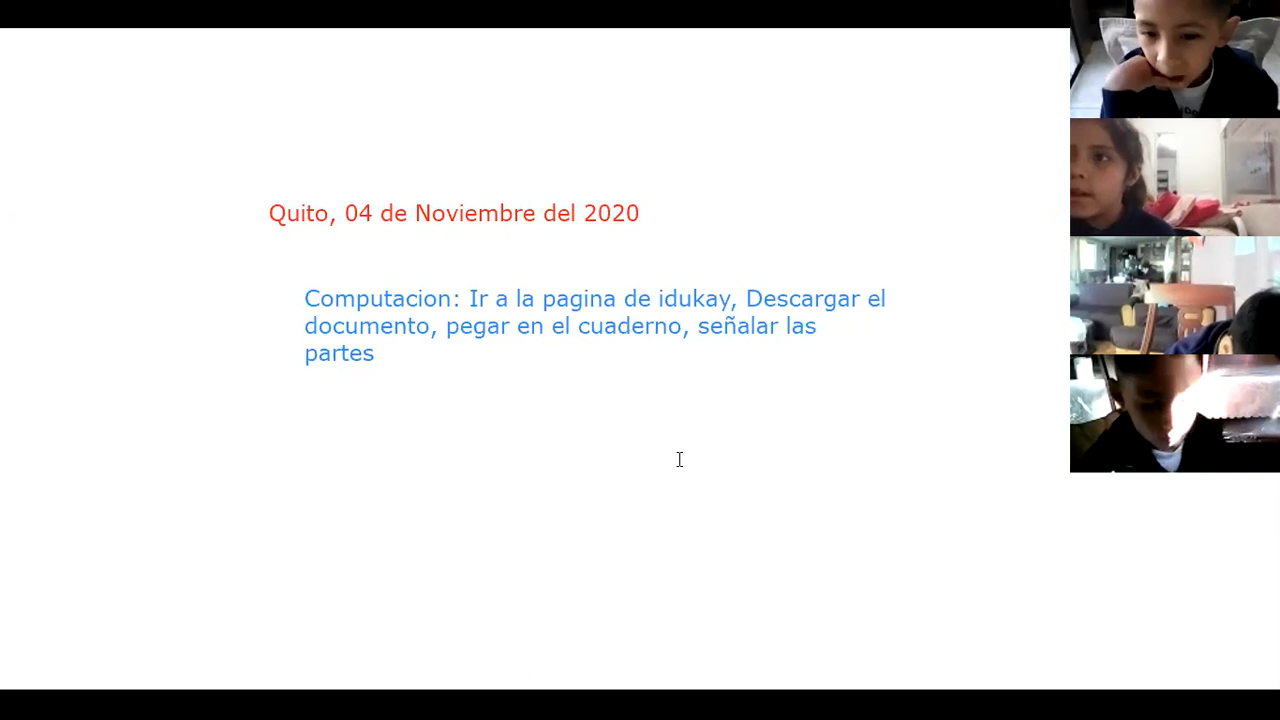 Quito, 04 de Noviembre del 2020
Computacion: Ir a la pagina de idukay, Descargar el
documento, pegar en el cuaderno, señalar las
partes